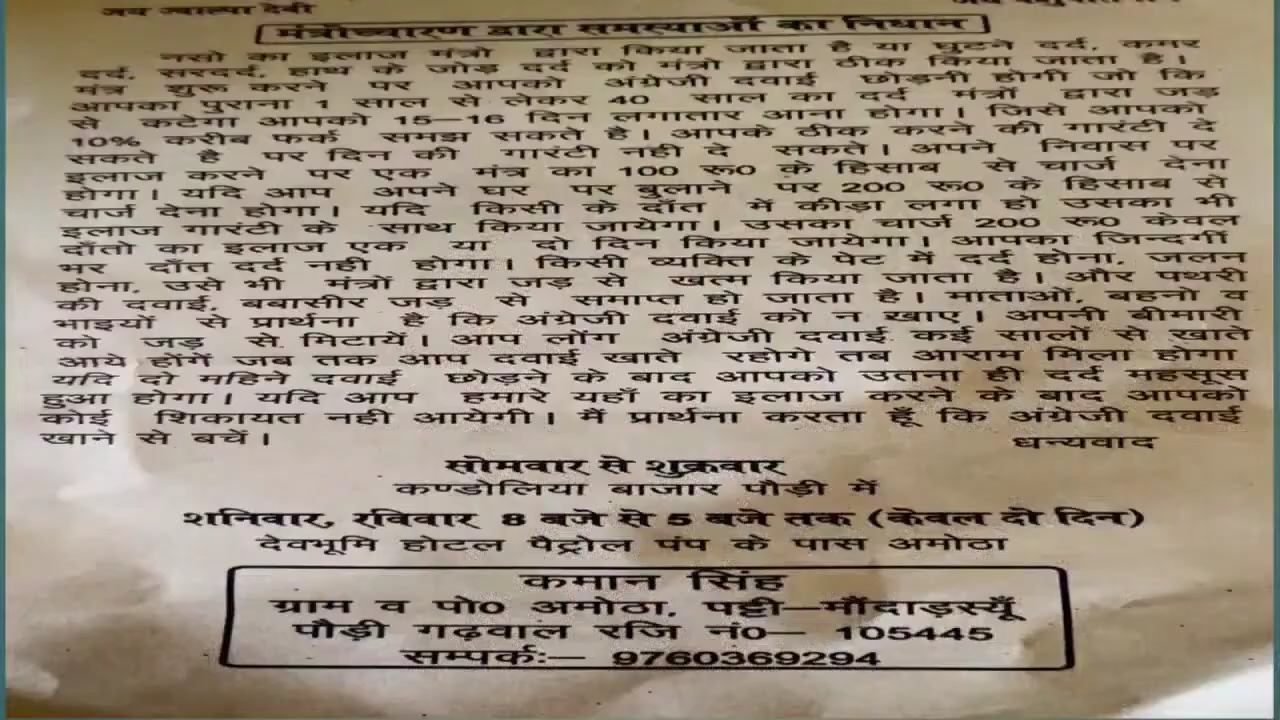 जय ज्वाल्पा देवी
मंत्रोच्चारण द्वारा समस्याओं का निधान
नसो का इलाज मंत्रो द्वारा किया जाता है या घुटने दर्द, कमर
दर्द, सरदर्द, हाथ के जोड़ दर्द को मंत्रो द्वारा ठीक किया जाता है।
मंत्र शुरू करने पर आपको अंग्रेजी दवाई छोड़नी होगी जो कि
आपका पुराना 1 साल से लेकर 40 साल का दर्द मंत्रों द्वारा जड़
से कटेगा आपको 15–16 दिन लगातार आना होगा। जिसे आपको
10% करीब फर्क समझ सकते है। आपके ठीक करने की गारंटी दे
सकते है पर दिन की गारंटी नही दे सकते। अपने निवास पर
इलाज करने पर एक मंत्र का 100 रू0 के हिसाब से चार्ज देना
होगा। यदि आप अपने घर पर बुलाने पर 200 रू0 के हिसाब से
चार्ज देना होगा। यदि किसी के दाँत में कीड़ा लगा हो उसका भी
इलाज गारंटी के साथ किया जायेगा। उसका चार्ज 200 रू0 केवल
दाँतो का इलाज एक या दो दिन किया जायेगा। आपका जिन्दगीं
भर दाँत दर्द नही होगा। किसी व्यक्ति के पेट में दर्द होना, जलन
होना, उसे भी मंत्रों द्वारा जड़ से खत्म किया जाता है। और पथरी
की दवाई, बबासीर जड़ से समाप्त हो जाता है। माताओं, बहनो व
भाइयों से प्रार्थना है कि अंग्रेजी दवाई को न खाए। अपनी बीमारी
को जड़ से मिटायें। आप लोंग अंग्रेजी दवाई कई सालों से खाते
आये होंगें जब तक आप दवाई खाते रहोगे तब आराम मिला होगा
यदि दो महिने दवाई छोड़ने के बाद आपको उतना ही दर्द महसूस
हुआ होगा। यदि आप हमारे यहाँ का इलाज करने के बाद आपको
कोई शिकायत नही आयेगी। मैं प्रार्थना करता हूँ कि अंग्रेजी दवाई
खाने से बचें।
धन्यवाद
सोमवार से शुक्रवार
कण्डोलिया बाजार पौड़ी में
शनिवार, रविवार 8 बजे से 5 बजे तक (केवल दो दिन)
देवभूमि होटल पैट्रोल पंप के पास अमोठा
कमान सिंह
ग्राम व पो0 अमोठा, पट्टी–मौंदाड़स्यूँ
पौड़ी गढ़वाल रजि नं0– 105445
सम्पर्कः– 9760369294